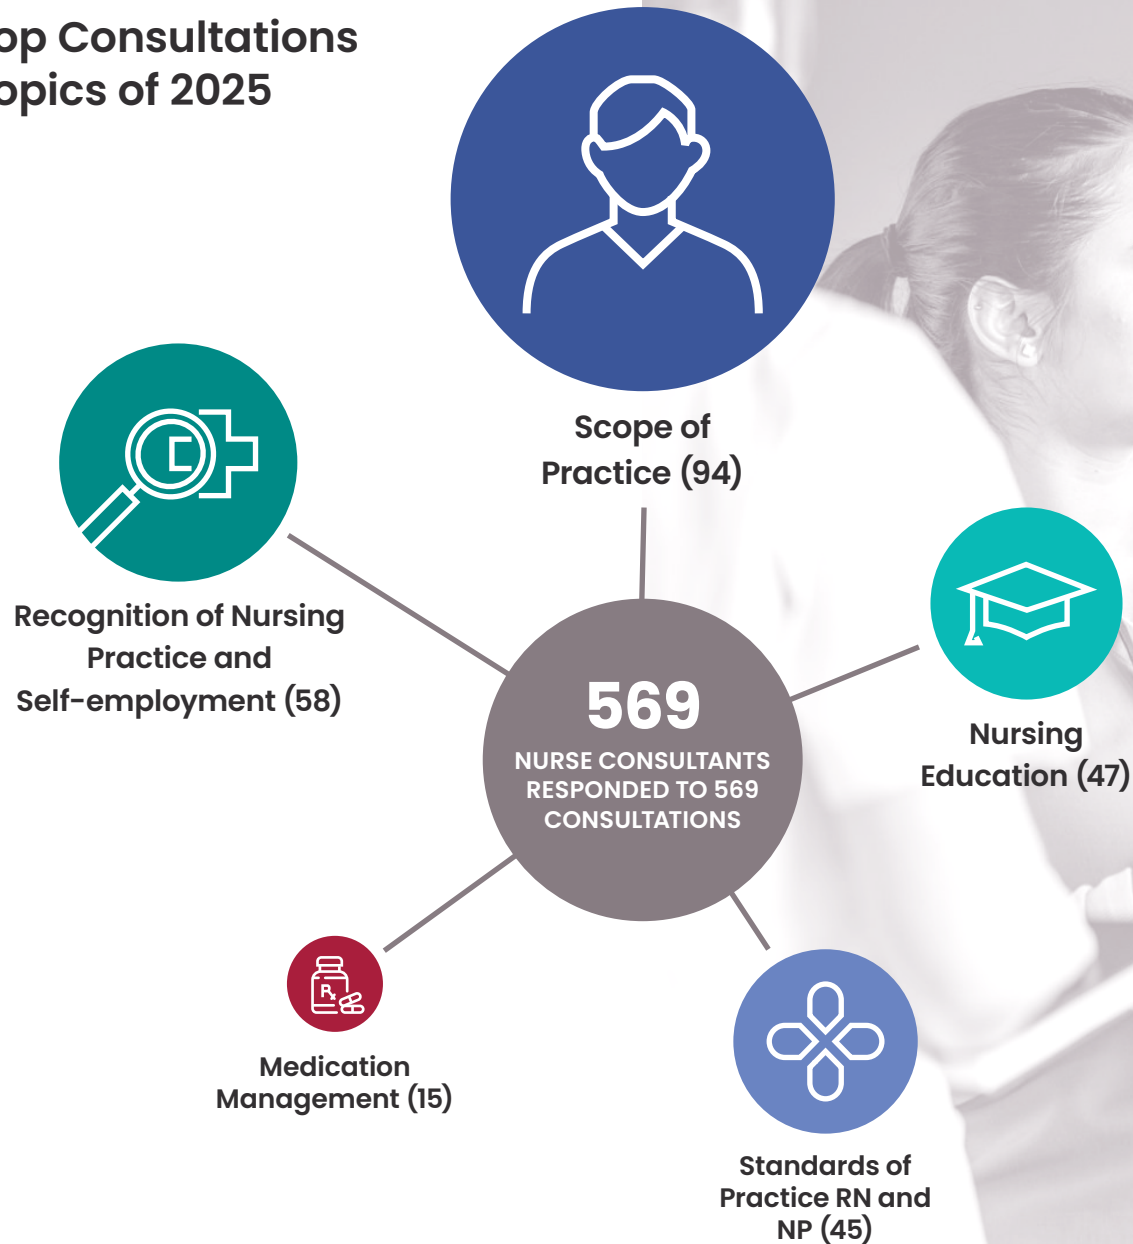 op Consultations
opics of 2025
Scope of
Practice (94)
Recognition of Nursing
Practice and
Self-employment (58)
569
NURSE CONSULTANTS
RESPONDED TO 569
CONSULTATIONS
Nursing
Education (47)
Rx
Medication
Management (15)
Standards of
Practice RN and
NP (45)